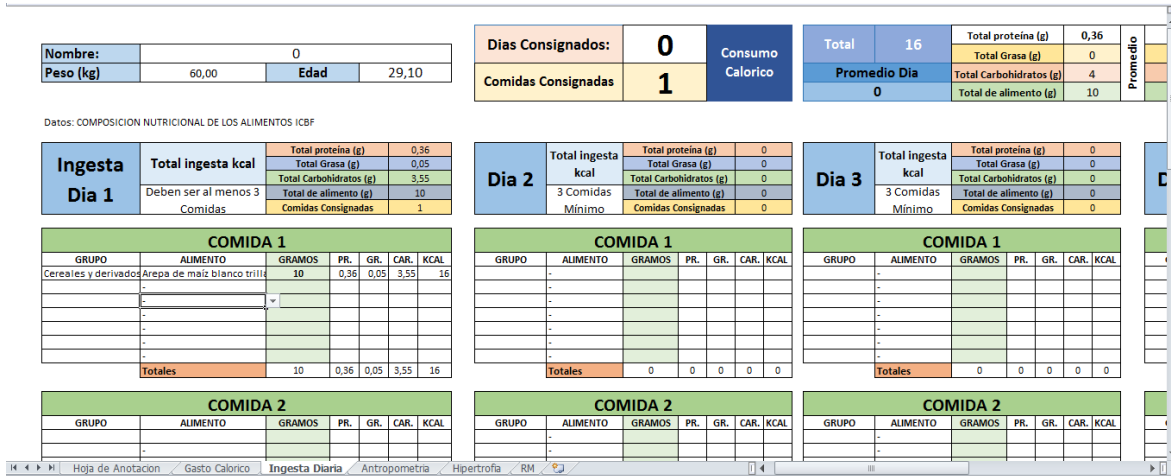 Nombre: 0
Peso (kg) 60,00 Edad 29,10
Dias Consignados: 0
Comidas Consignadas 1
Consumo Calorico
Total 16
Promedio Dia
0
Total proteína (g) 0,36
Total Grasa (g) 0
Total Carbohidratos (g) 4
Total de alimento (g) 10
Promedio
Datos: COMPOSICION NUTRICIONAL DE LOS ALIMENTOS ICBF
Ingesta Dia 1
Total ingesta kcal
Deben ser al menos 3 Comidas
Total proteína (g) 0,36
Total Grasa (g) 0,05
Total Carbohidratos (g) 3,55
Total de alimento (g) 10
Comidas Consignadas 1
Dia 2
Total ingesta kcal
3 Comidas Mínimo
Total proteína (g) 0
Total Grasa (g) 0
Total Carbohidratos (g) 0
Total de alimento (g) 0
Comidas Consignadas 0
Dia 3
Total ingesta kcal
3 Comidas Mínimo
Total proteína (g) 0
Total Grasa (g) 0
Total Carbohidratos (g) 0
Total de alimento (g) 0
Comidas Consignadas 0
COMIDA 1
GRUPO ALIMENTO GRAMOS PR. GR. CAR. KCAL
Cereales y derivados Arepa de maíz blanco trilla 10 0,36 0,05 3,55 16
-
-
-
-
-
-
Totales 10 0,36 0,05 3,55 16
COMIDA 1
GRUPO ALIMENTO GRAMOS PR. GR. CAR. KCAL
-
-
-
-
-
-
-
Totales 0 0 0 0 0
COMIDA 1
GRUPO ALIMENTO GRAMOS PR. GR. CAR. KCAL
-
-
-
-
-
-
-
Totales 0 0 0 0 0
COMIDA 2
GRUPO ALIMENTO GRAMOS PR. GR. CAR. KCAL
-
-
COMIDA 2
GRUPO ALIMENTO GRAMOS PR. GR. CAR. KCAL
-
-
COMIDA 2
GRUPO ALIMENTO GRAMOS PR. GR. CAR. KCAL
-
-
Hoja de Anotacion Gasto Calorico Ingesta Diaria Antropometria Hipertrofia RM